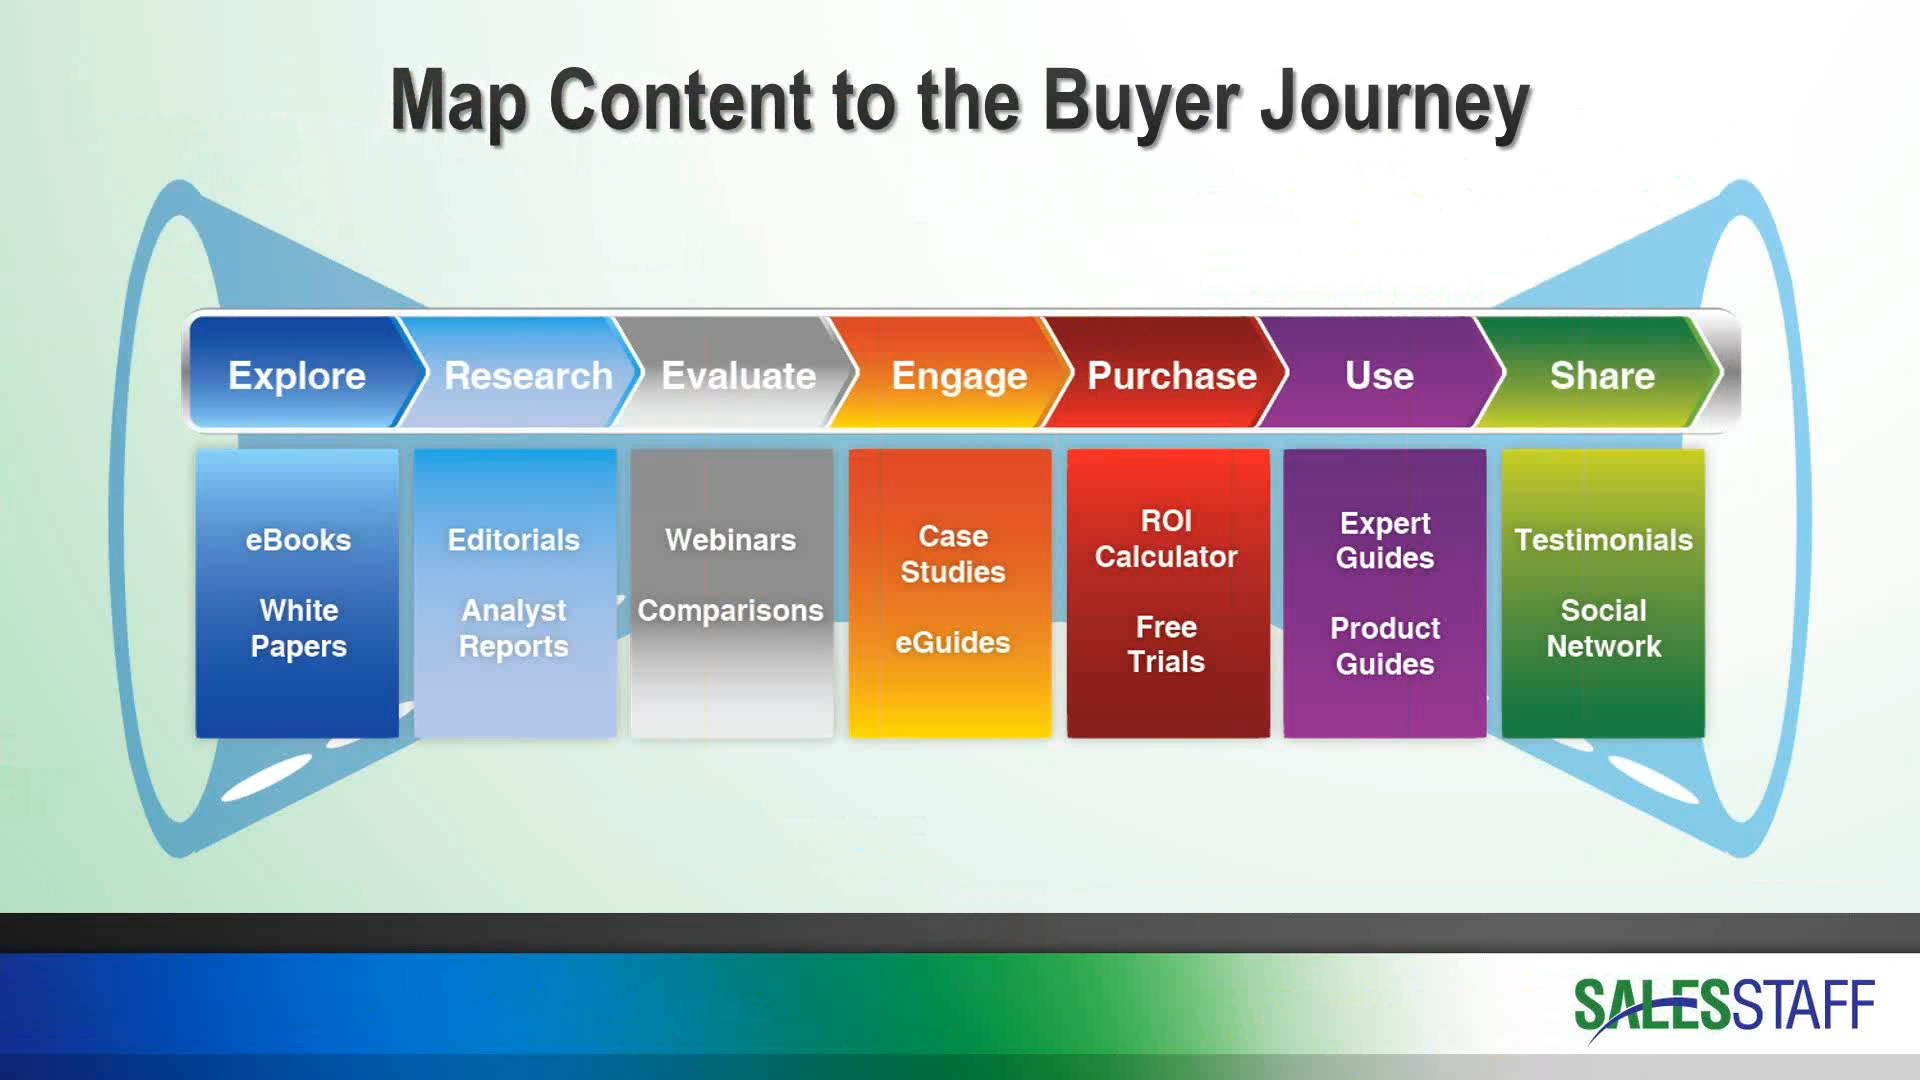 Map Content to the Buyer Journey
Explore
Research
Evaluate
Engage
Purchase
Use
Share
eBooks
White
Papers
Editorials
Analyst
Reports
Webinars
Comparisons
Case
Studies
eGuides
ROI
Calculator
Free
Trials
Expert
Guides
Product
Guides
Testimonials
Social
Network
SALESSTAFF